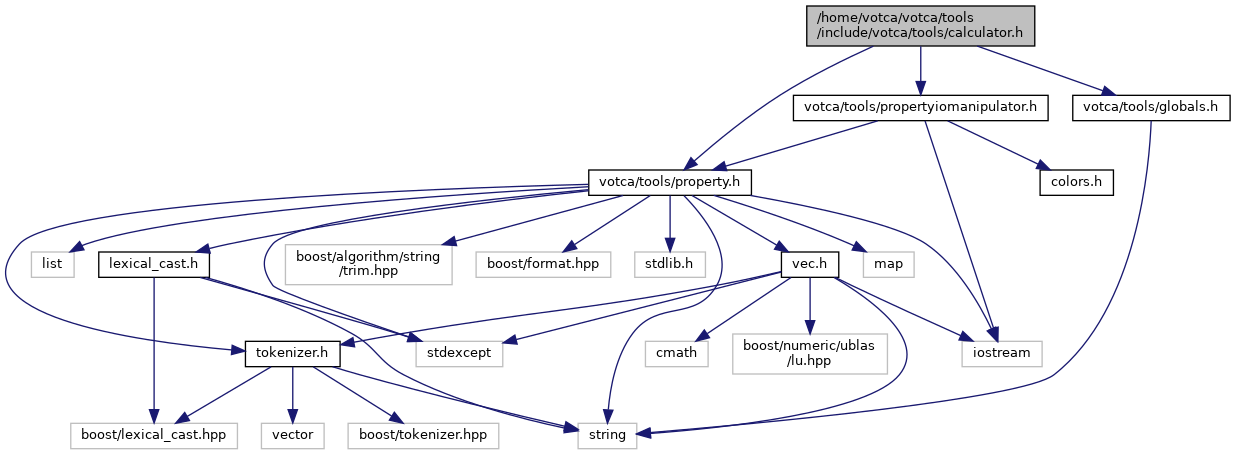 /home/votca/votca/tools
/include/votca/tools/calculator.h
votca/tools/propertyiomanipulator.h
votca/tools/globals.h
votca/tools/property.h
colors.h
list
lexical_cast.h
boost/algorithm/string
/trim.hpp
boost/format.hpp
stdlib.h
vec.h
map
tokenizer.h
stdexcept
cmath
boost/numeric/ublas
/lu.hpp
iostream
boost/lexical_cast.hpp
vector
boost/tokenizer.hpp
string